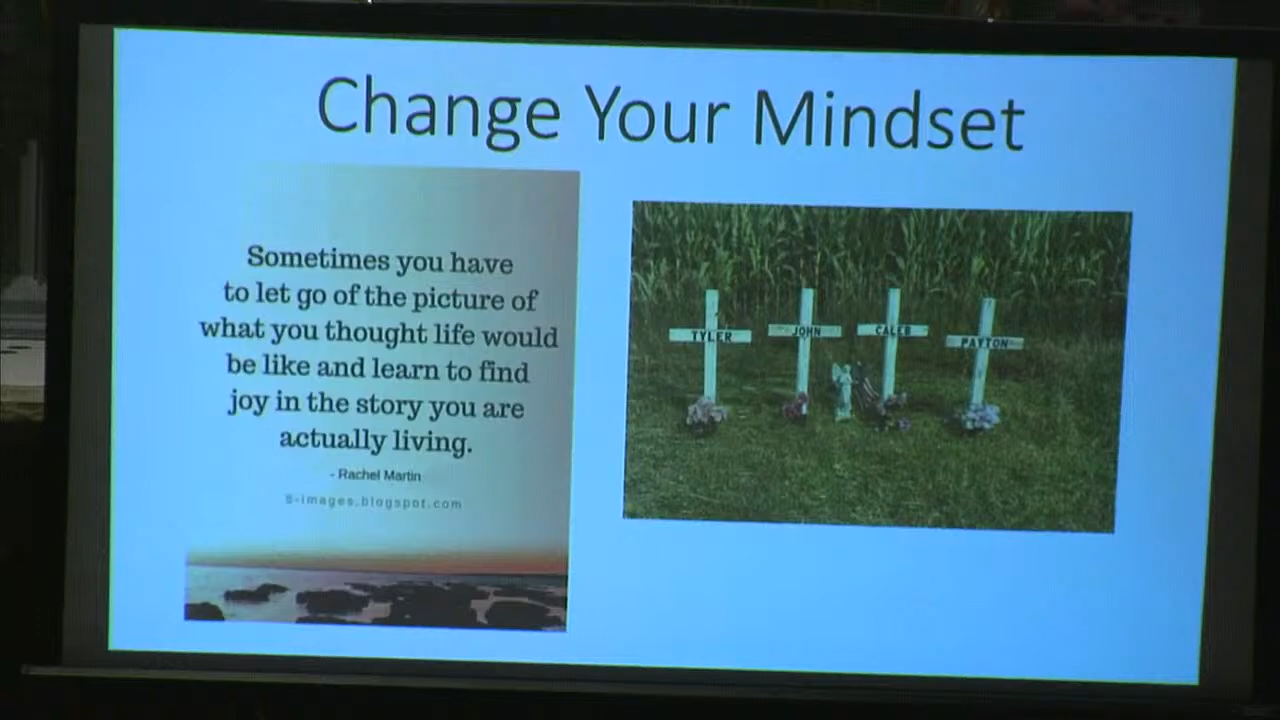 Change Your Mindset
Sometimes you have
to let go of the picture of
what you thought life would
be like and learn to find
joy in the story you are
actually living.
- Rachel Martin
8-images.blogspot.com
TYLER
JOHN
CALEB
PAYTON